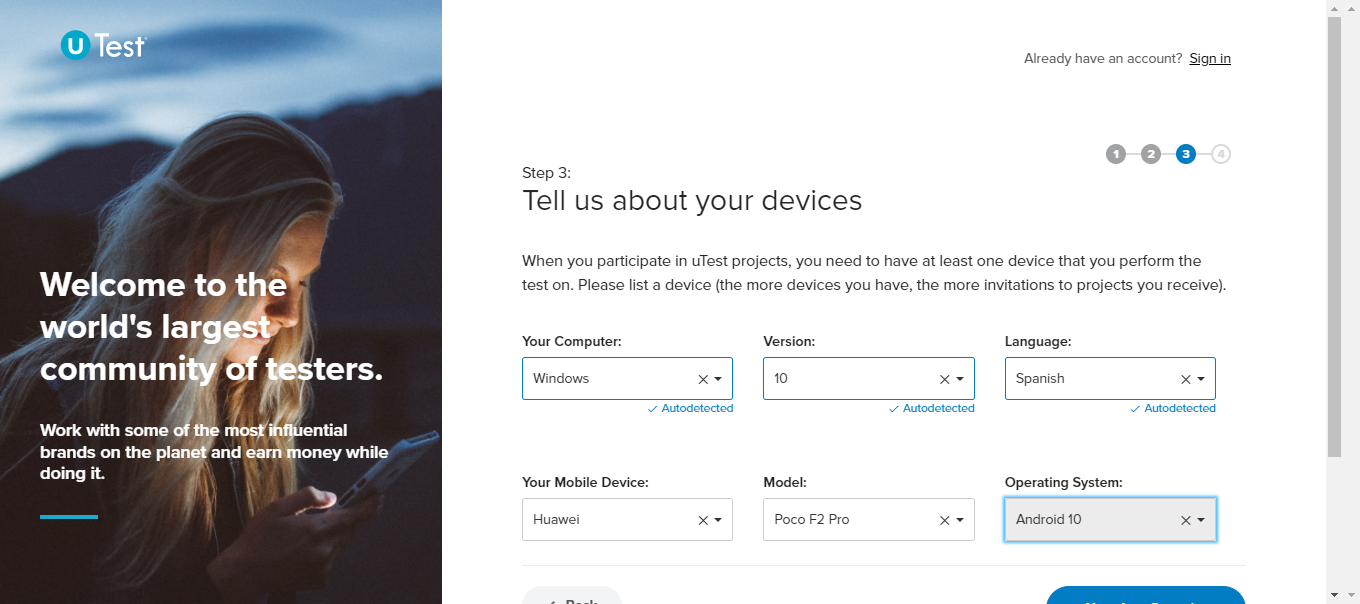 U Test
Already have an account? Sign in
1 2 3 4
Step 3:
Tell us about your devices
When you participate in uTest projects, you need to have at least one device that you perform the
test on. Please list a device (the more devices you have, the more invitations to projects you receive).
Welcome to the
world's largest
community of testers.
Work with some of the most influential
brands on the planet and earn money while
doing it.
Your Computer: Version: Language:
Windows 10 Spanish
Autodetected Autodetected Autodetected
Your Mobile Device: Model: Operating System:
Huawei Poco F2 Pro Android 10
Back